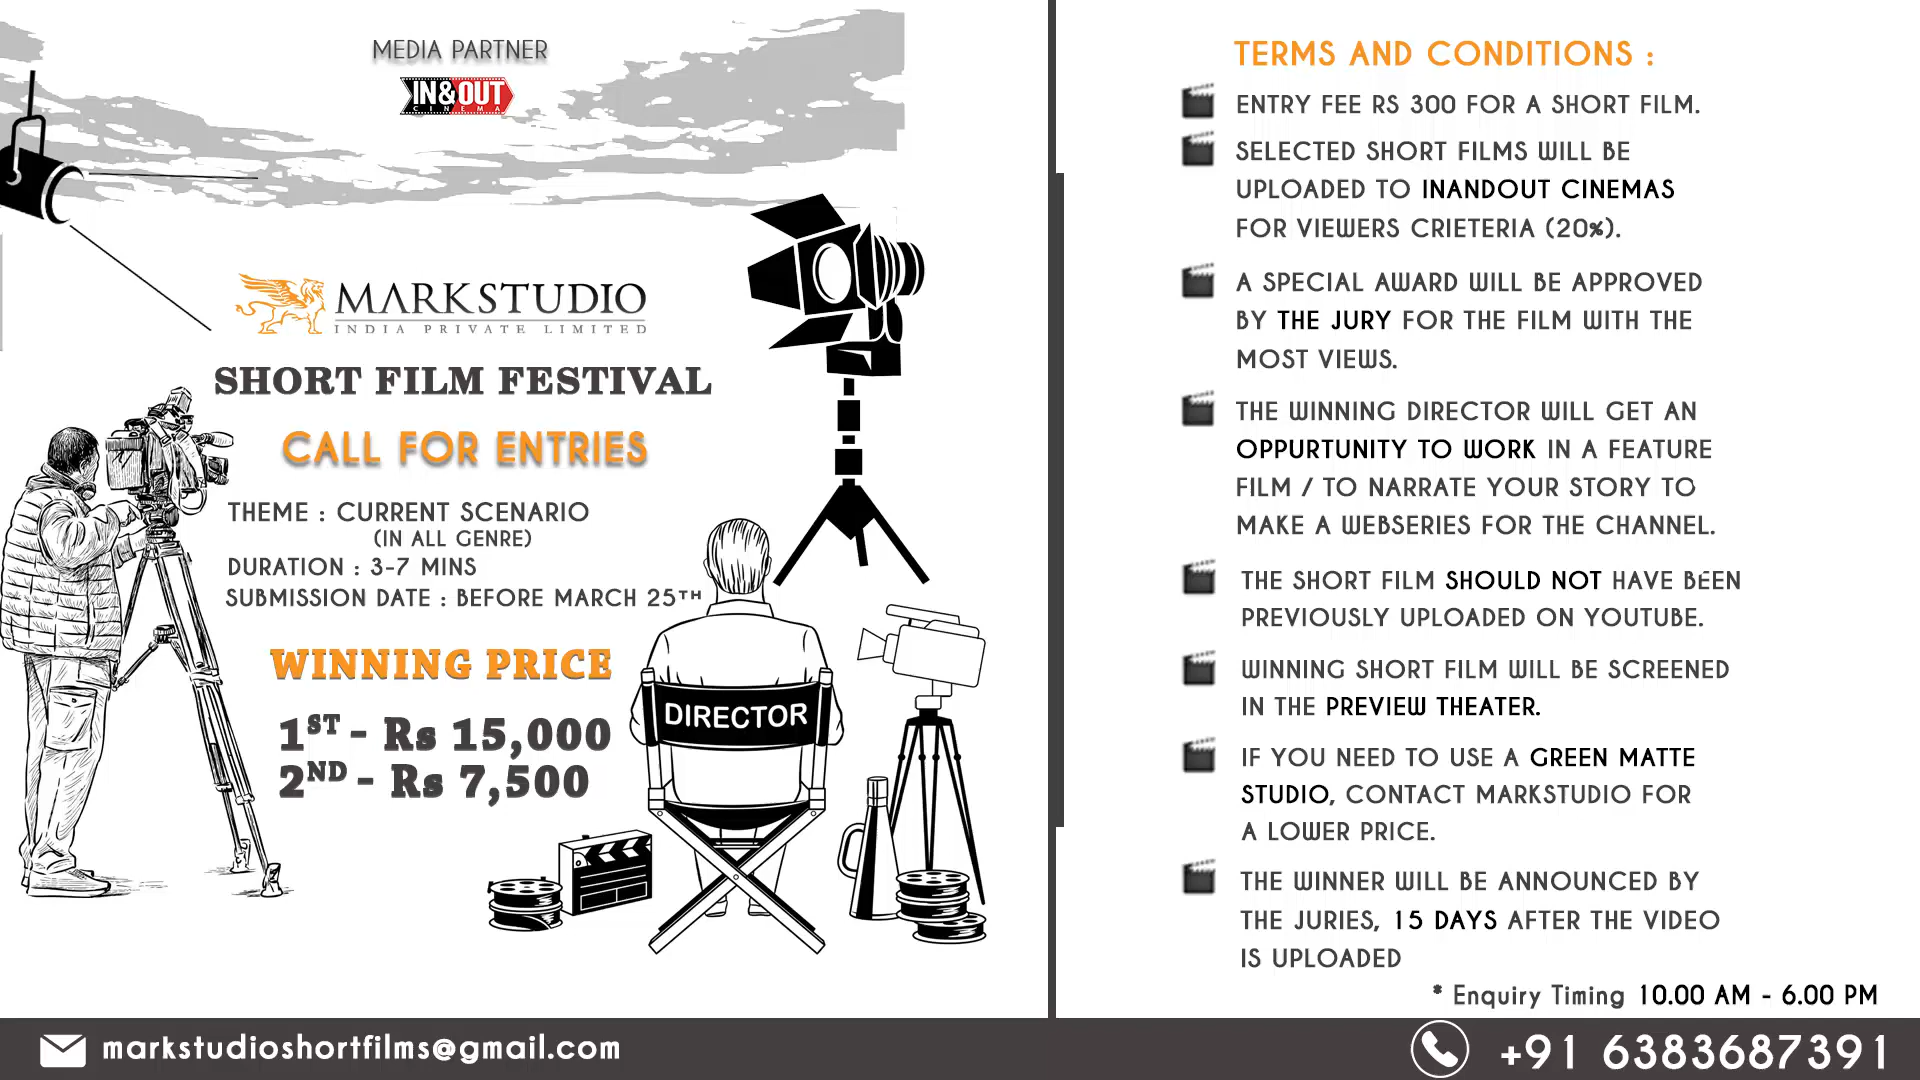 MEDIA PARTNER
IN&OUT
CINEMA
MARKSTUDIO
INDIA PRIVATE LIMITED
SHORT FILM FESTIVAL
CALL FOR ENTRIES
THEME : CURRENT SCENARIO
(IN ALL GENRE)
DURATION : 3-7 MINS
SUBMISSION DATE : BEFORE MARCH 25TH
WINNING PRICE
1ST - Rs 15,000
2ND - Rs 7,500
DIRECTOR
TERMS AND CONDITIONS :
ENTRY FEE RS 300 FOR A SHORT FILM.
SELECTED SHORT FILMS WILL BE
UPLOADED TO INANDOUT CINEMAS
FOR VIEWERS CRIETERIA (20%).
A SPECIAL AWARD WILL BE APPROVED
BY THE JURY FOR THE FILM WITH THE
MOST VIEWS.
THE WINNING DIRECTOR WILL GET AN
OPPURTUNITY TO WORK IN A FEATURE
FILM / TO NARRATE YOUR STORY TO
MAKE A WEBSERIES FOR THE CHANNEL.
THE SHORT FILM SHOULD NOT HAVE BEEN
PREVIOUSLY UPLOADED ON YOUTUBE.
WINNING SHORT FILM WILL BE SCREENED
IN THE PREVIEW THEATER.
IF YOU NEED TO USE A GREEN MATTE
STUDIO, CONTACT MARKSTUDIO FOR
A LOWER PRICE.
THE WINNER WILL BE ANNOUNCED BY
THE JURIES, 15 DAYS AFTER THE VIDEO
IS UPLOADED
* Enquiry Timing 10.00 AM - 6.00 PM
markstudioshortfilms@gmail.com
+91 6383687391